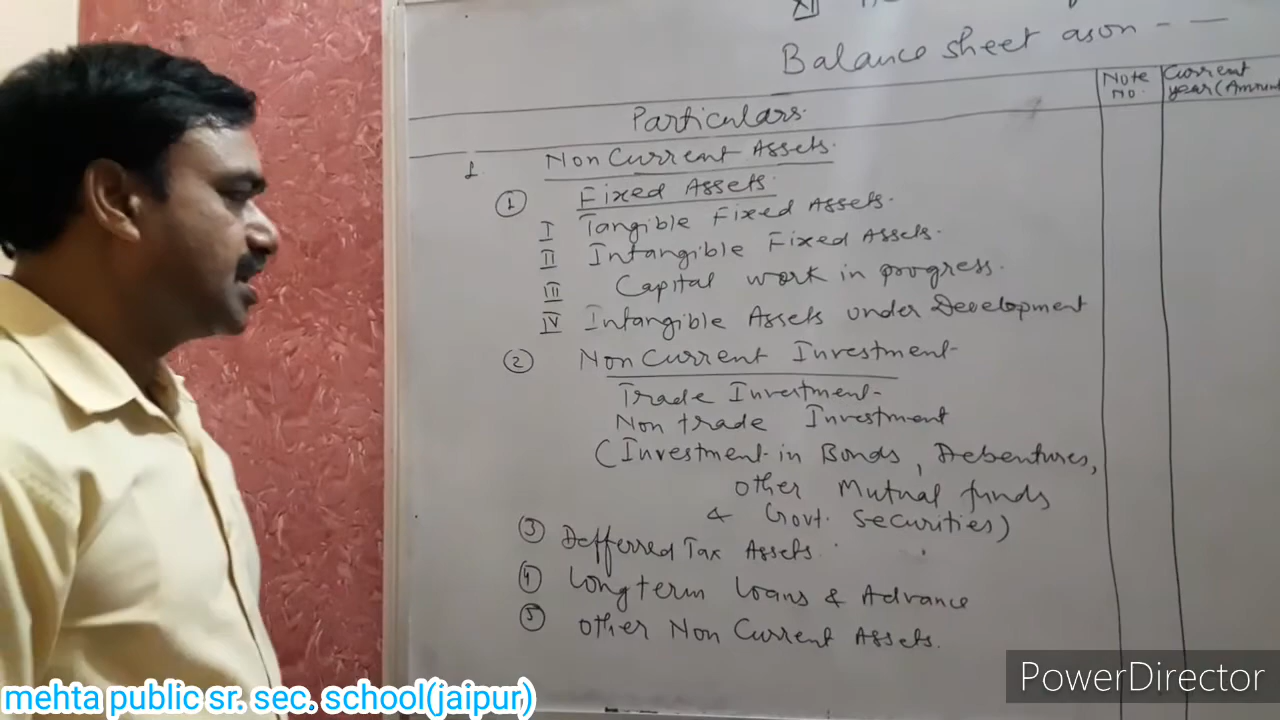 XII
Balance sheet as on - -
Particulars.
Note No.
Current year (Amount
1. Non Current Assets.
① Fixed Assets.
I Tangible Fixed Assets.
II Intangible Fixed Assets.
III Capital work in progress.
IV Intangible Assets under Development
② Non Current Investment-
Trade Investment-
Non trade Investment
(Investment in Bonds, Debentures,
other Mutual funds
& Govt. Securities)
③ Defferred Tax Assets.
④ Long term Loans & Advance
⑤ Other Non Current Assets.
PowerDirector
mehta public sr. sec. school(jaipur)